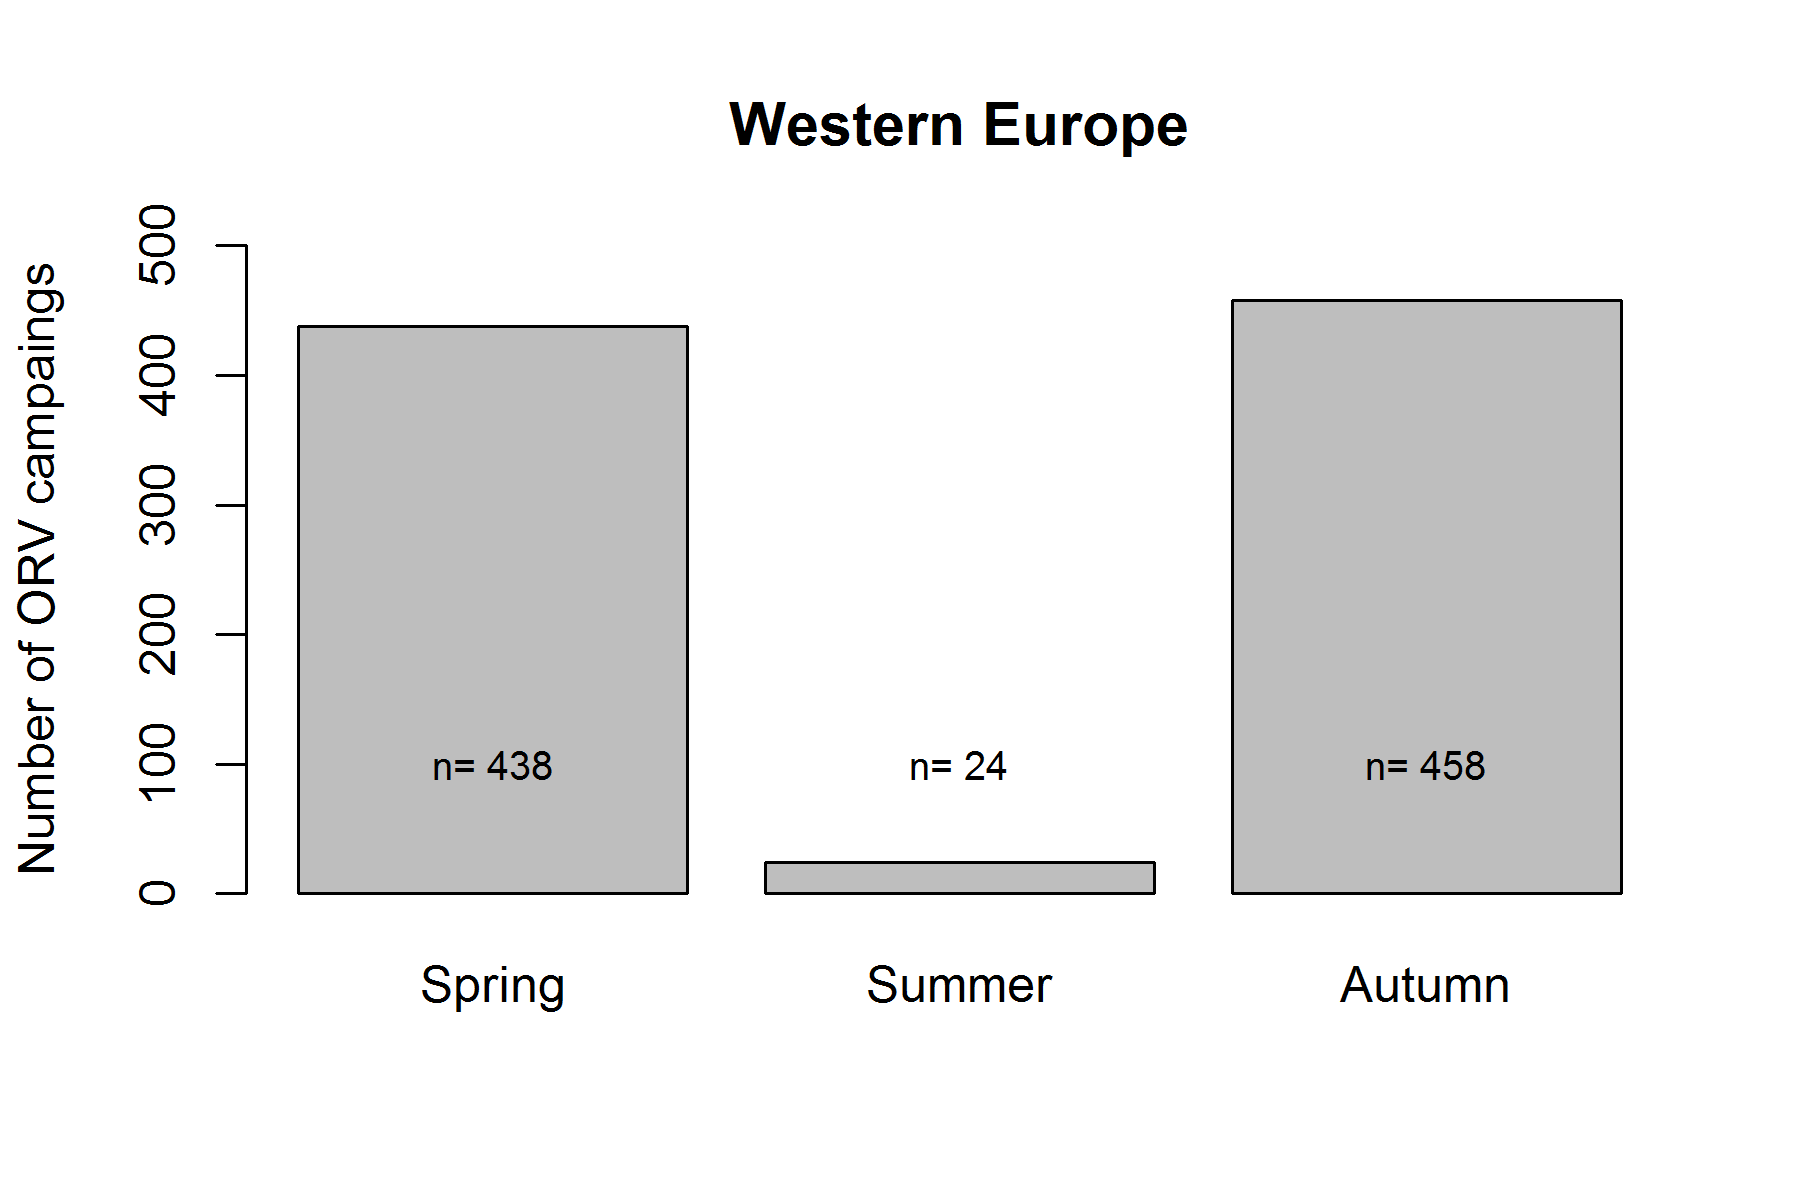 Western Europe
Number of ORV campaings
500
400
300
200
100
0
n= 438
n= 24
n= 458
Spring
Summer
Autumn